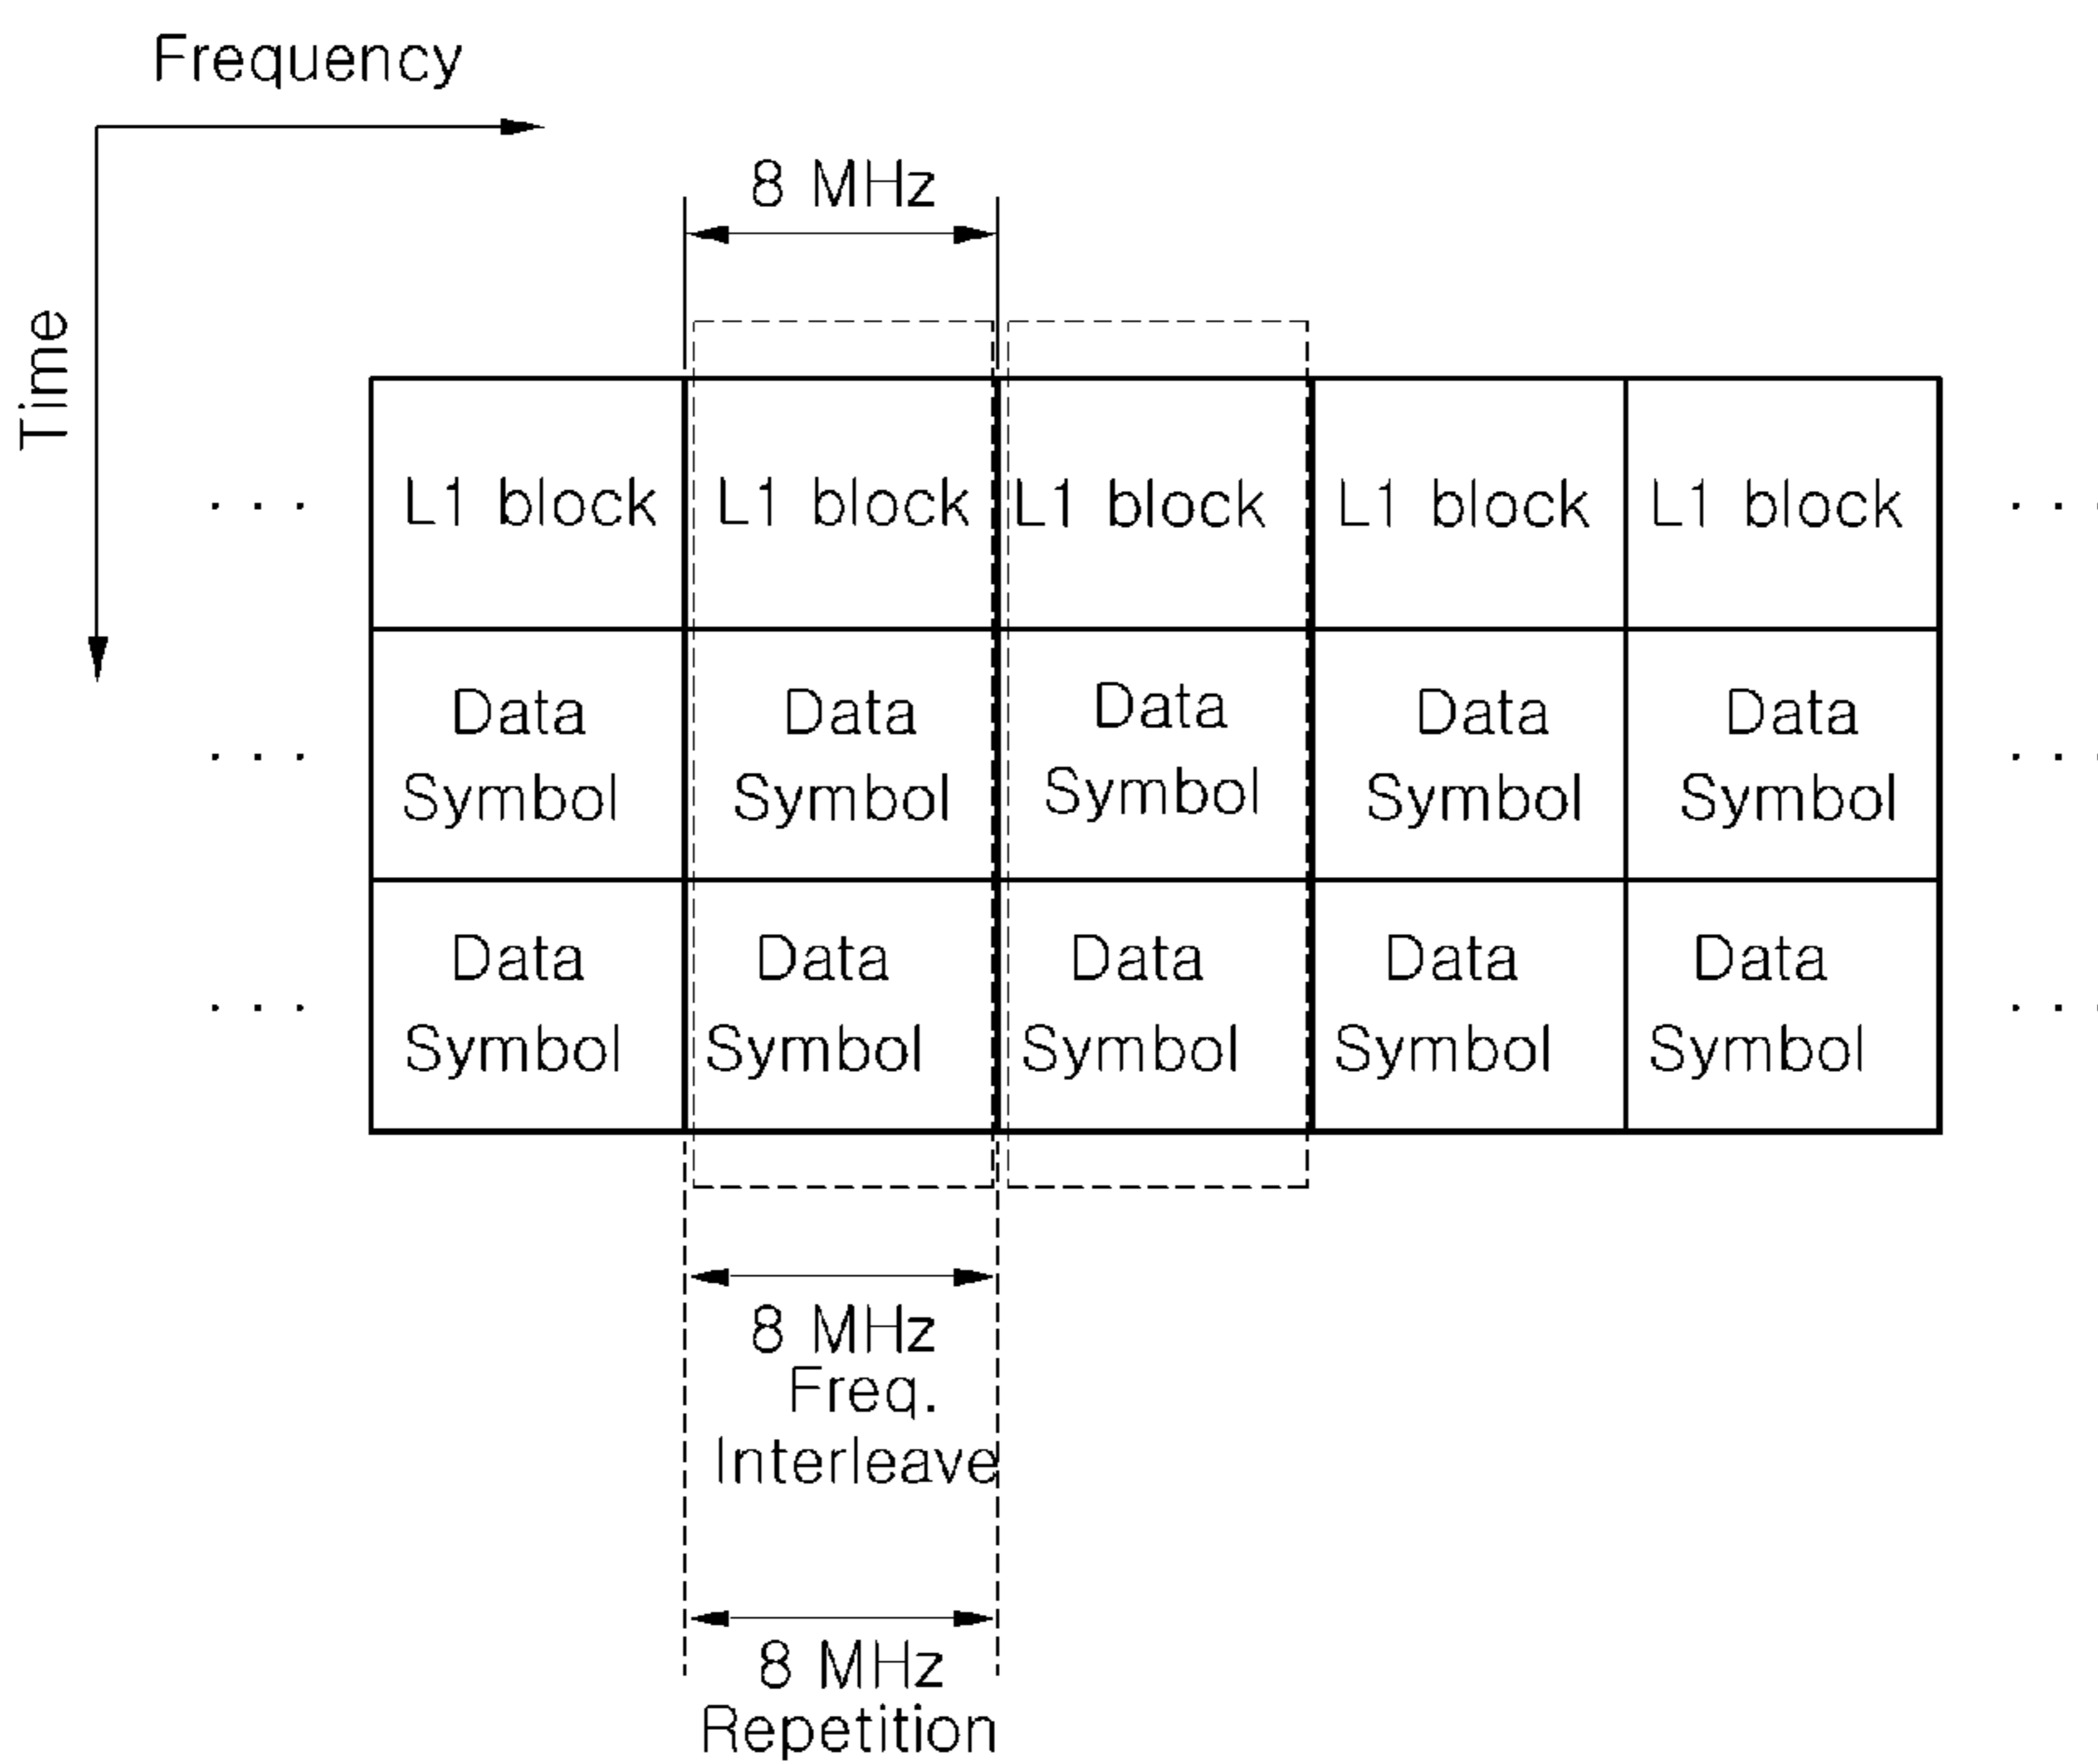 Frequency
8 MHz
Time
. . . L1 block L1 block L1 block L1 block L1 block . . .
Data Data Data Data Data
. . . Symbol Symbol Symbol Symbol Symbol . . .
Data Data Data Data Data
. . . Symbol Symbol Symbol Symbol Symbol . . .
8 MHz
Freq.
Interleave
8 MHz
Repetition